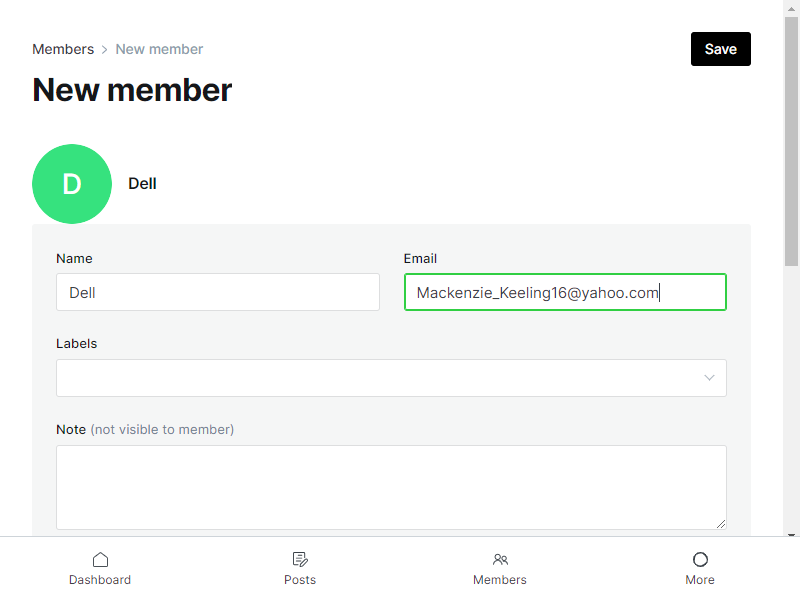 Members > New member
Save
New member
D
Dell
Name
Email
Dell
Mackenzie_Keeling16@yahoo.com
Labels
Note (not visible to member)
Dashboard
Posts
Members
More